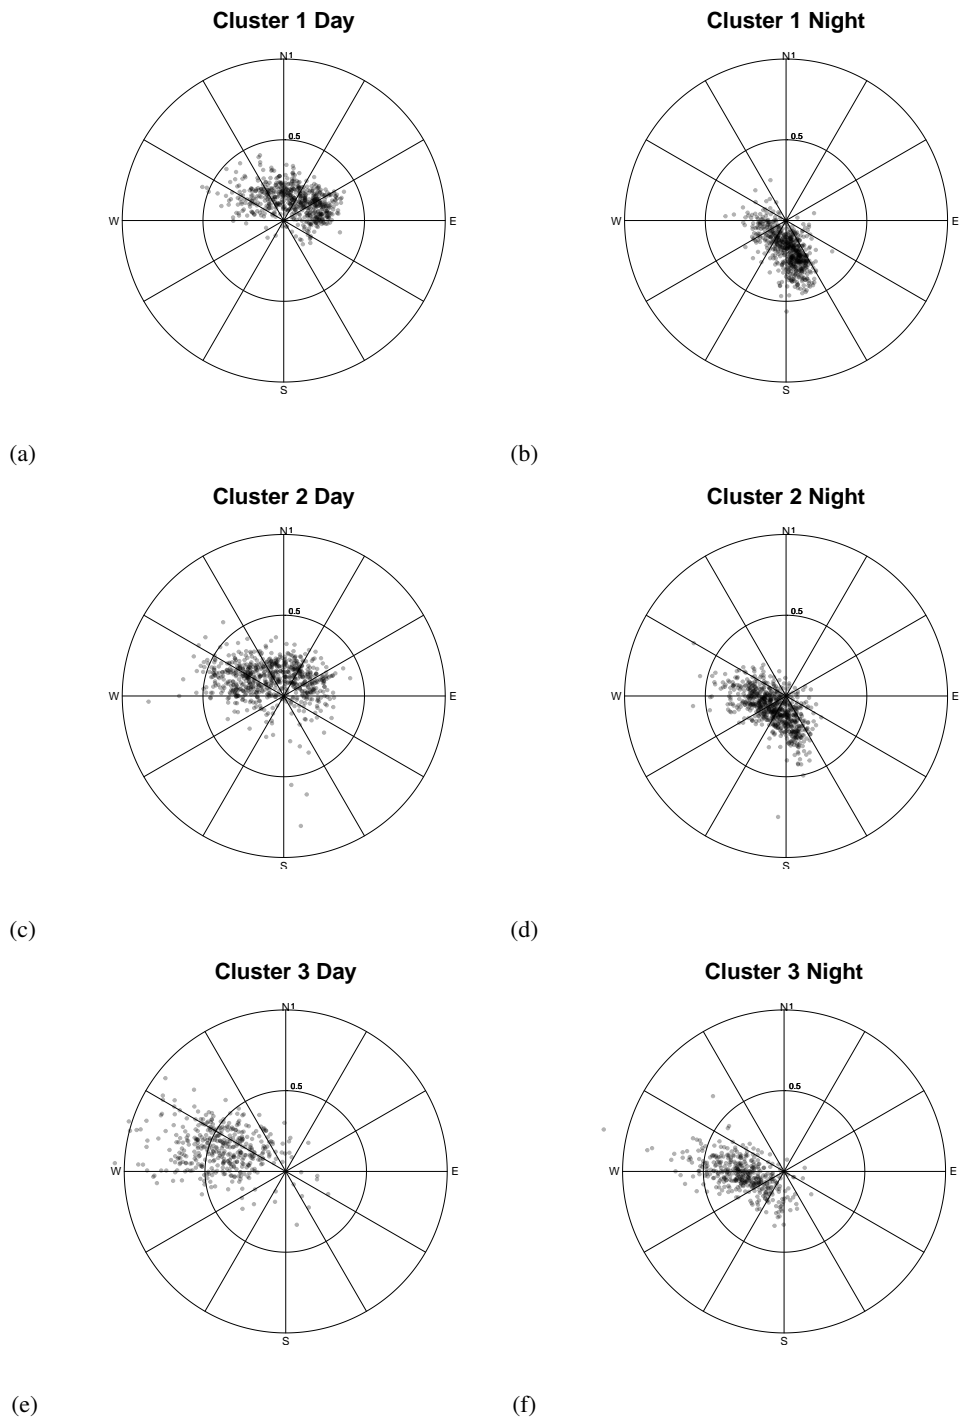 Cluster 1 Day
Cluster 1 Night
N1
N1
0.5
0.5
W
E
W
E
S
S
(a)
(b)
Cluster 2 Day
Cluster 2 Night
N1
N1
0.5
0.5
W
E
W
E
S
S
(c)
(d)
Cluster 3 Day
Cluster 3 Night
N1
N1
0.5
0.5
W
E
W
E
S
S
(e)
(f)